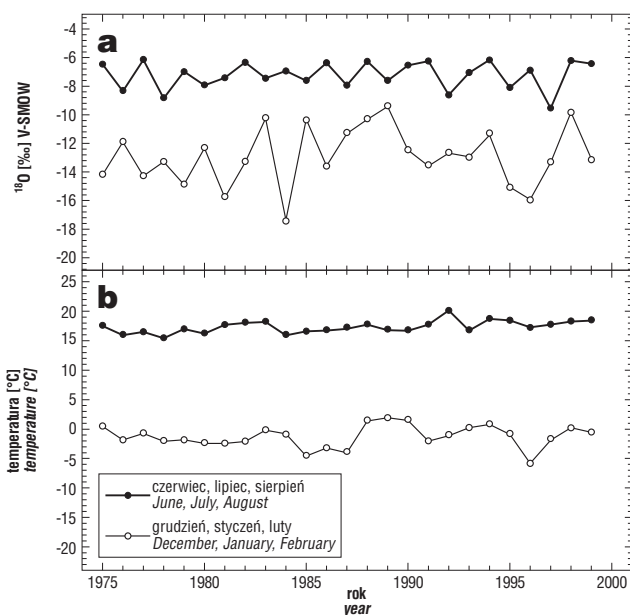 a
-4
-6
-8
-10
-12
-14
-16
-18
-20
¹⁸O [‰] V-SMOW
b
25
20
15
10
5
0
-5
-10
-15
-20
temperatura [°C]
temperature [°C]
czerwiec, lipiec, sierpień
June, July, August
grudzień, styczeń, luty
December, January, February
1975 1980 1985 1990 1995 2000
rok
year